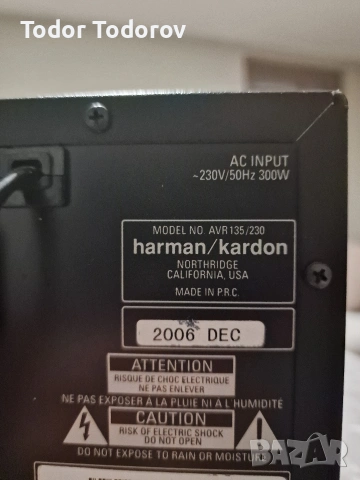 Todor Todorov
AC INPUT
~230V/50Hz 300W
MODEL NO. AVR135/230
harman/kardon
NORTHRIDGE
CALIFORNIA, USA
MADE IN P.R.C.
2006 DEC
ATTENTION
RISQUE DE CHOC ELECTRIQUE
NE PAS ENLEVER
NE PAS EXPOSER À LA PLUIE NI À L'HUMIDITÉ
CAUTION
RISK OF ELECTRIC SHOCK
DO NOT OPEN
DO NOT EXPOSE TO RAIN OR MOISTURE
BAZAR